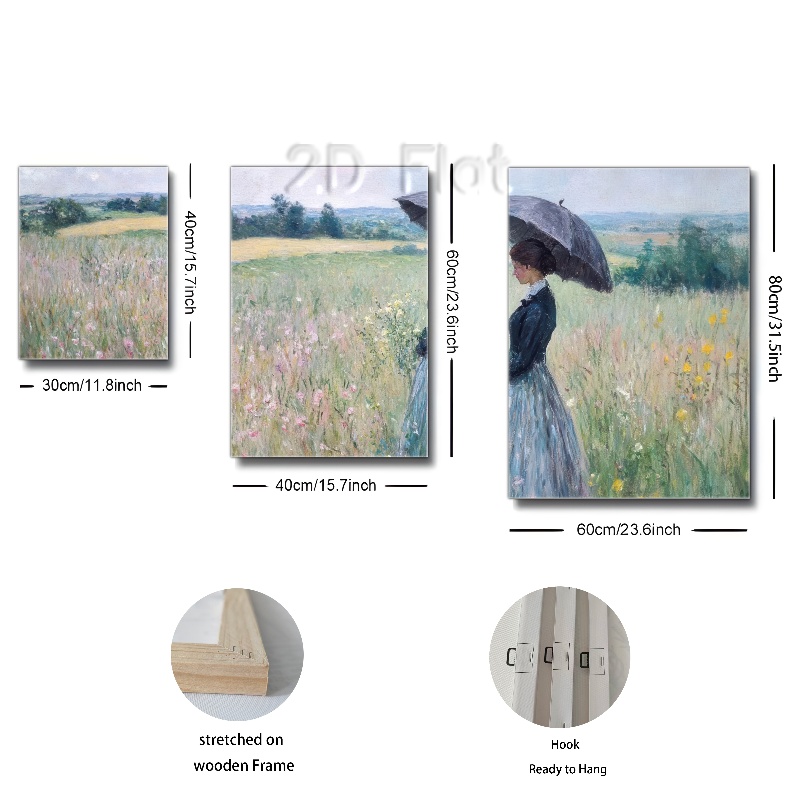 2D Flat
40cm/15.7inch
60cm/23.6inch
80cm/31.5inch
30cm/11.8inch
40cm/15.7inch
60cm/23.6inch
stretched on
wooden Frame
Hook
Ready to Hang